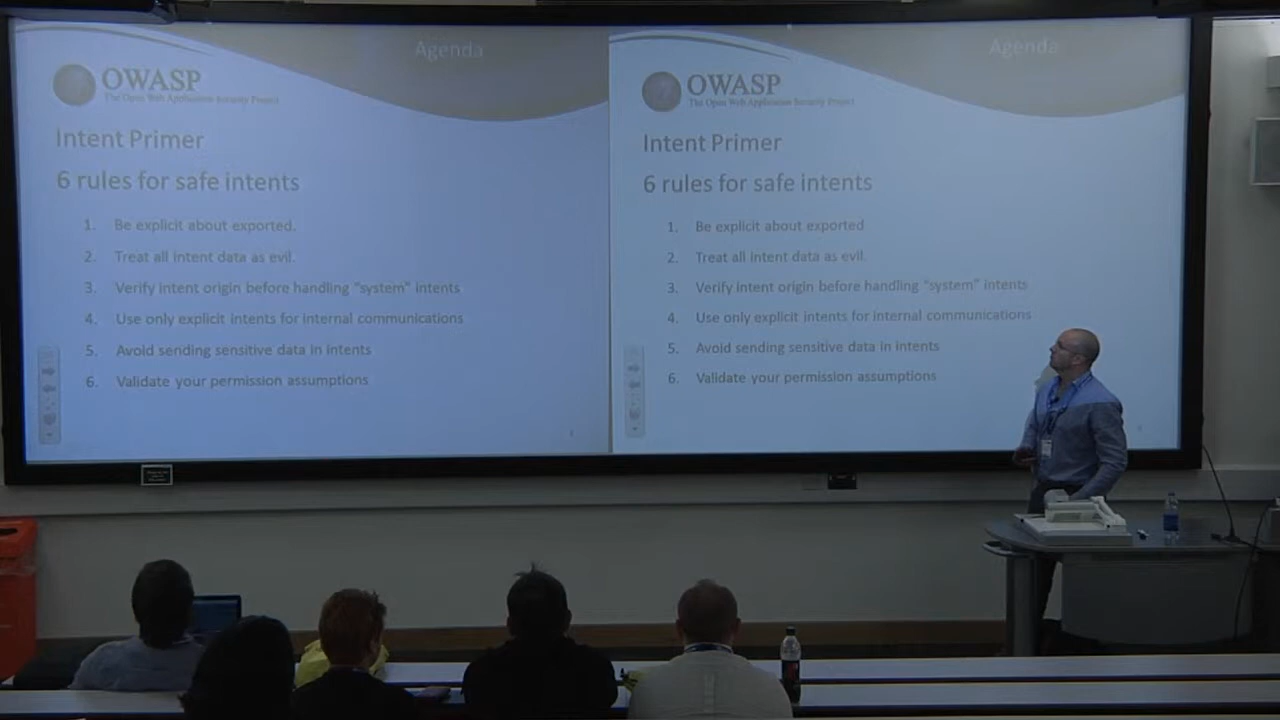 Agenda
OWASP
The Open Web Application Security Project
Intent Primer
6 rules for safe intents
1. Be explicit about exported.
2. Treat all intent data as evil.
3. Verify intent origin before handling “system” intents
4. Use only explicit intents for internal communications
5. Avoid sending sensitive data in intents
6. Validate your permission assumptions
Agenda
OWASP
The Open Web Application Security Project
Intent Primer
6 rules for safe intents
1. Be explicit about exported
2. Treat all intent data as evil.
3. Verify intent origin before handling “system” intents
4. Use only explicit intents for internal communications
5. Avoid sending sensitive data in intents
6. Validate your permission assumptions